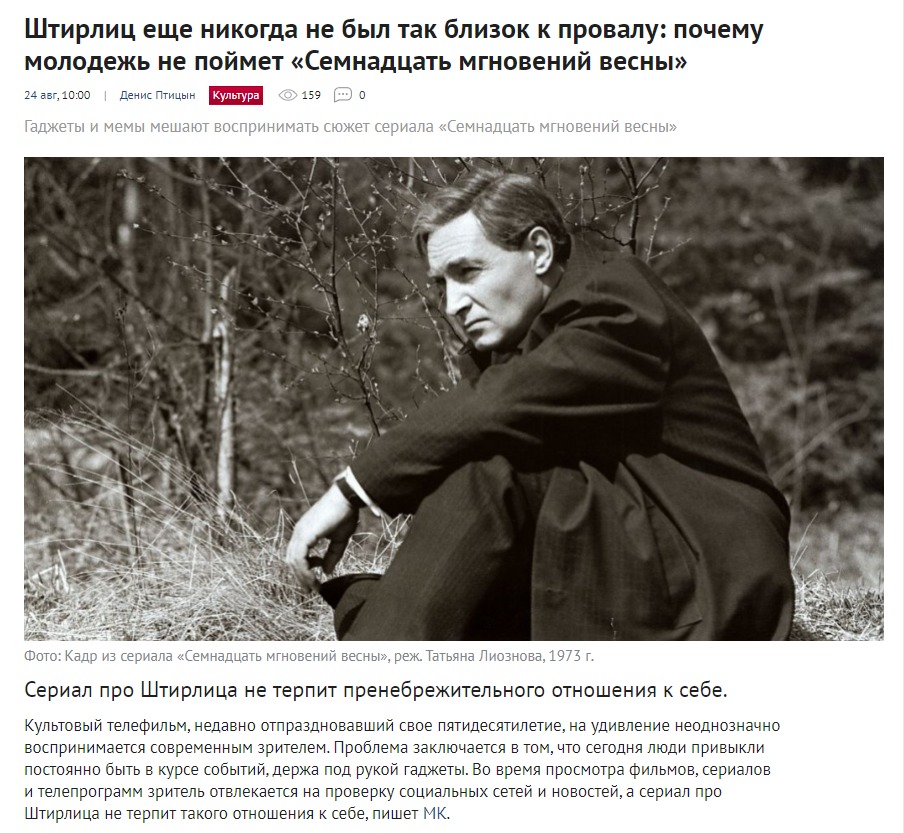 Штирлиц еще никогда не был так близок к провалу: почему
молодежь не поймет «Семнадцать мгновений весны»
24 авг, 10:00 | Денис Птицын Культура 159 0
Гаджеты и мемы мешают воспринимать сюжет сериала «Семнадцать мгновений весны»
Фото: Кадр из сериала «Семнадцать мгновений весны», реж. Татьяна Лиознова, 1973 г.
Сериал про Штирлица не терпит пренебрежительного отношения к себе.
Культовый телефильм, недавно отпраздновавший свое пятидесятилетие, на удивление неоднозначно
воспринимается современным зрителем. Проблема заключается в том, что сегодня люди привыкли
постоянно быть в курсе событий, держа под рукой гаджеты. Во время просмотра фильмов, сериалов
и телепрограмм зритель отвлекается на проверку социальных сетей и новостей, а сериал про
Штирлица не терпит такого отношения к себе, пишет МК.